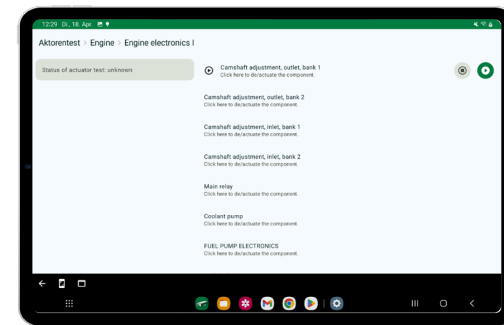 12:29 Di., 18. Apr.
Aktorentest > Engine > Engine electronics I
Status of actuator test: unknown
Camshaft adjustment, outlet, bank 1
Click here to de/actuate the component.
Camshaft adjustment, outlet, bank 2
Click here to de/actuate the component.
Camshaft adjustment, inlet, bank 1
Click here to de/actuate the component.
Camshaft adjustment, inlet, bank 2
Click here to de/actuate the component.
Main relay
Click here to de/actuate the component.
Coolant pump
Click here to de/actuate the component.
FUEL PUMP ELECTRONICS
Click here to de/actuate the component.